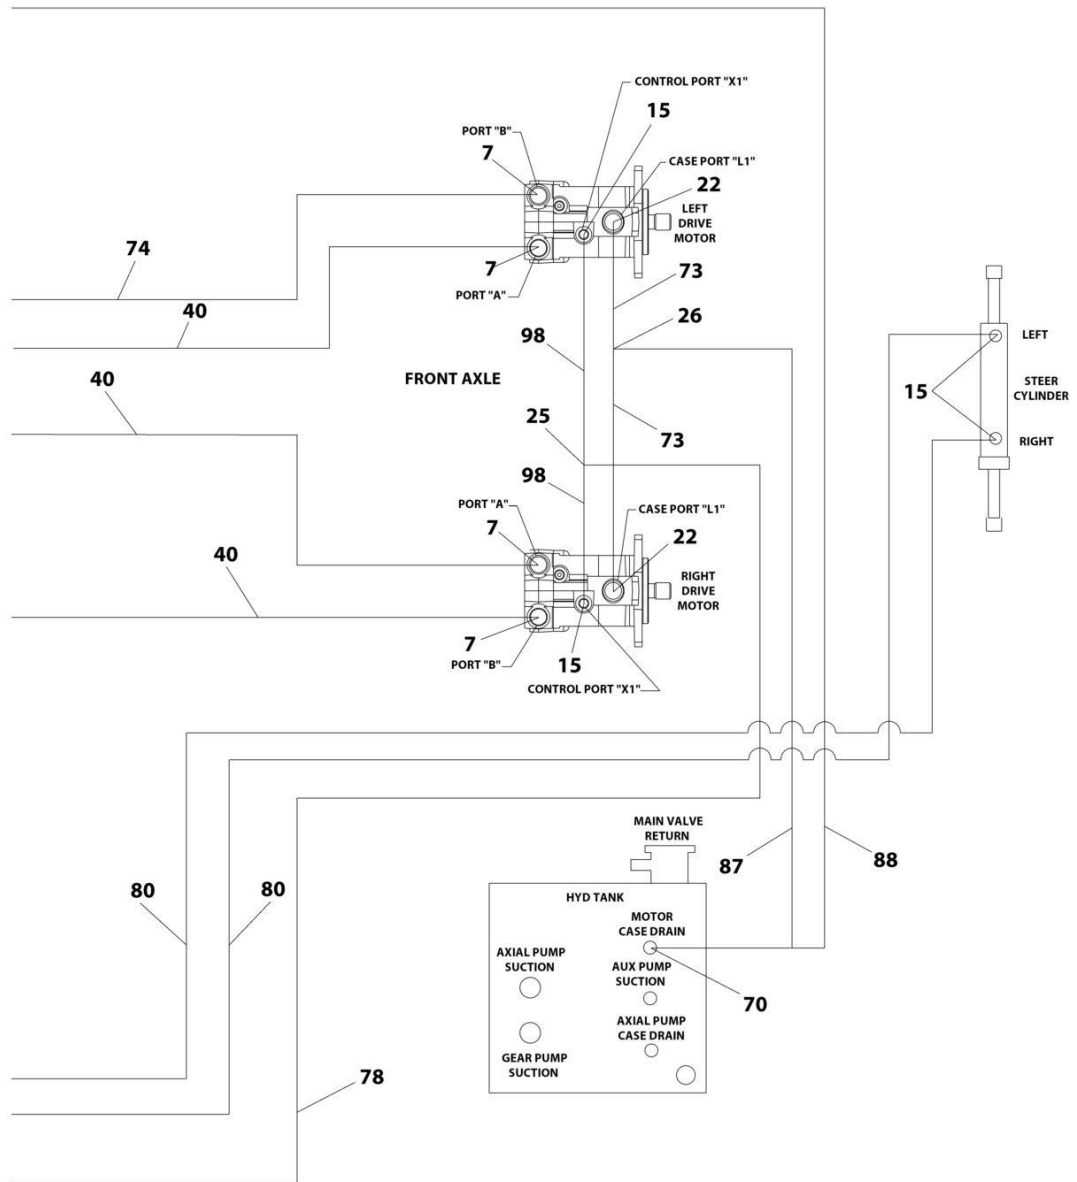 CONTROL PORT "X1"
15
PORT "B"
7
CASE PORT "L1"
22
LEFT
DRIVE
MOTOR
74
7
PORT "A"
73
40
26
98
LEFT
FRONT AXLE
40
15
STEER
CYLINDER
25
73
RIGHT
98
PORT "A"
7
CASE PORT "L1"
22
40
RIGHT
DRIVE
MOTOR
7
PORT "B"
15
CONTROL PORT "X1"
MAIN VALVE
RETURN
87
88
80
80
HYD TANK
MOTOR
CASE DRAIN
AXIAL PUMP
SUCTION
AUX PUMP
SUCTION
70
AXIAL PUMP
CASE DRAIN
GEAR PUMP
SUCTION
78